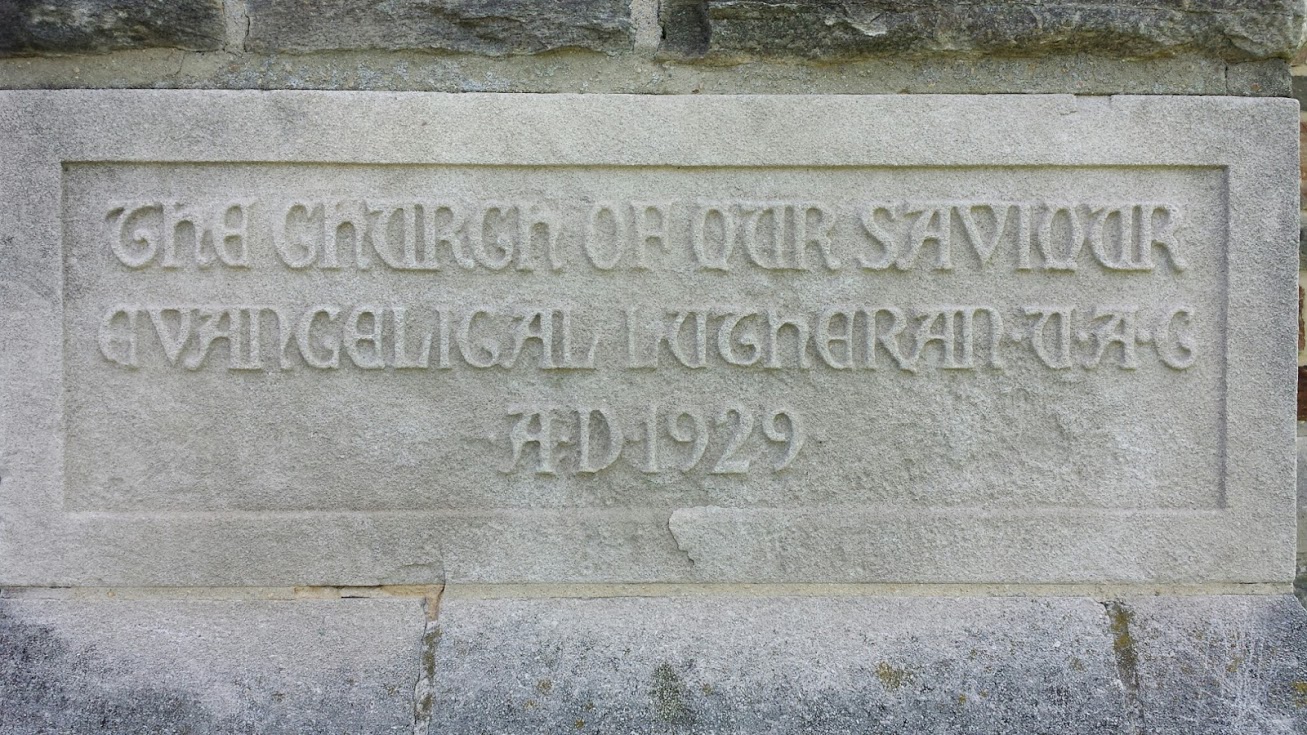 THE CHURCH OF OUR SAVIOUR
EVANGELICAL LUTHERAN·U·A·C
A·D·1929